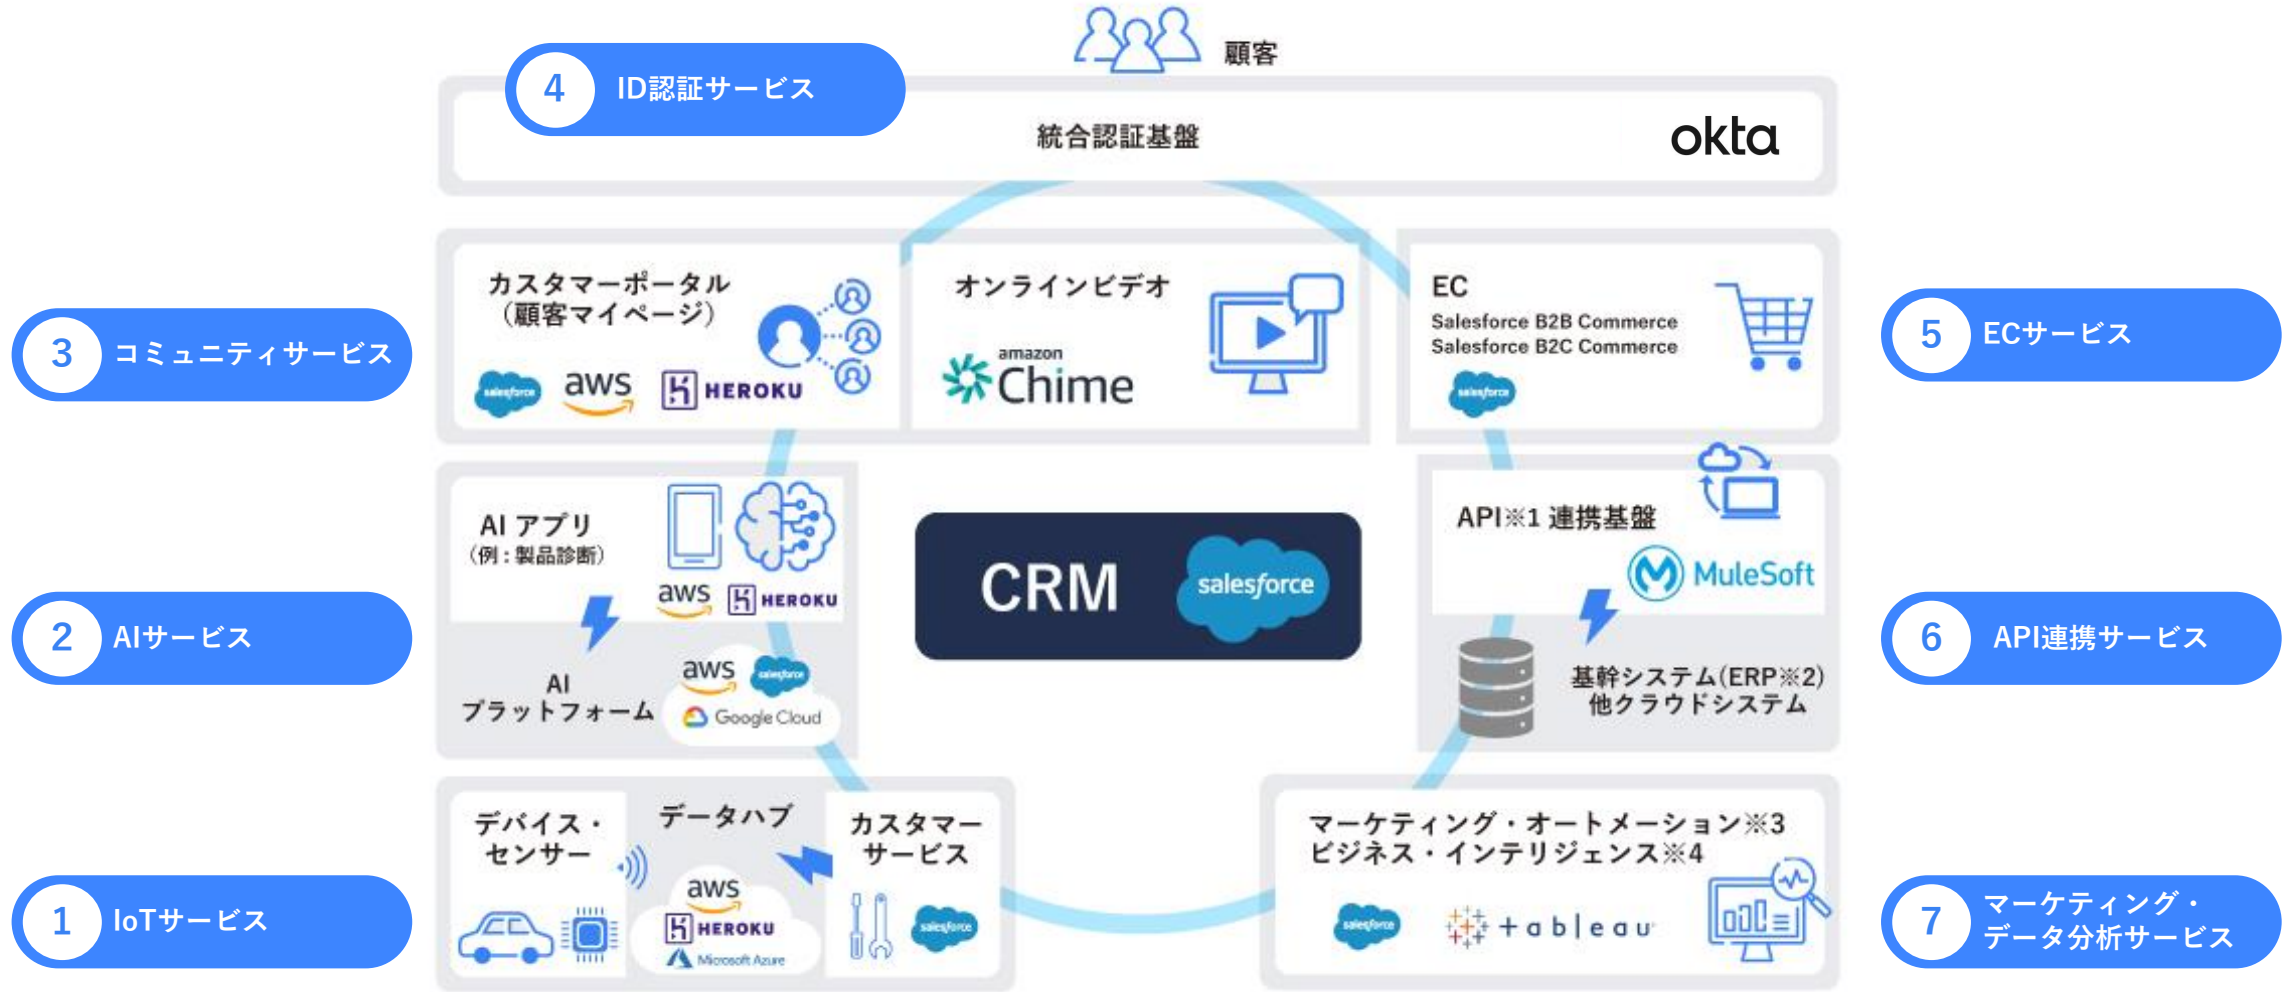 顧客
4 ID認証サービス
統合認証基盤
okta
カスタマーポータル
（顧客マイページ）
salesforce
aws
HEROKU
オンラインビデオ
amazon
Chime
EC
Salesforce B2B Commerce
Salesforce B2C Commerce
salesforce
3 コミュニティサービス
5 ECサービス
AI アプリ
（例：製品診断）
aws
HEROKU
AI
プラットフォーム
aws
salesforce
Google Cloud
CRM
salesforce
API※1 連携基盤
MuleSoft
基幹システム(ERP※2)
他クラウドシステム
2 AIサービス
6 API連携サービス
デバイス・
センサー
データハブ
aws
HEROKU
Microsoft Azure
カスタマー
サービス
salesforce
マーケティング・オートメーション※3
ビジネス・インテリジェンス※4
salesforce
+ableau
1 IoTサービス
7 マーケティング・
データ分析サービス